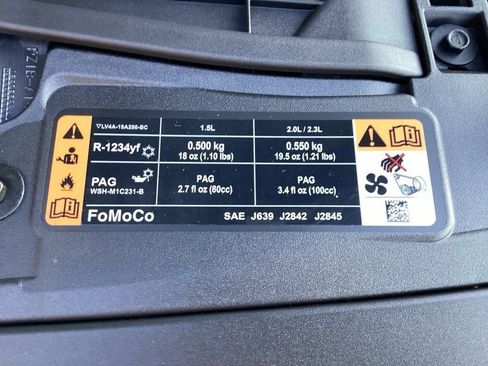 LV4A-19A286-BC 1.5L 2.0L / 2.3L
R-1234yf 0.500 kg 0.550 kg
18 oz (1.10 lbs) 19.5 oz (1.21 lbs)
PAG PAG PAG
WSH-M1C231-B 2.7 fl oz (80cc) 3.4 fl oz (100cc)
FoMoCo SAE J639 J2842 J2845